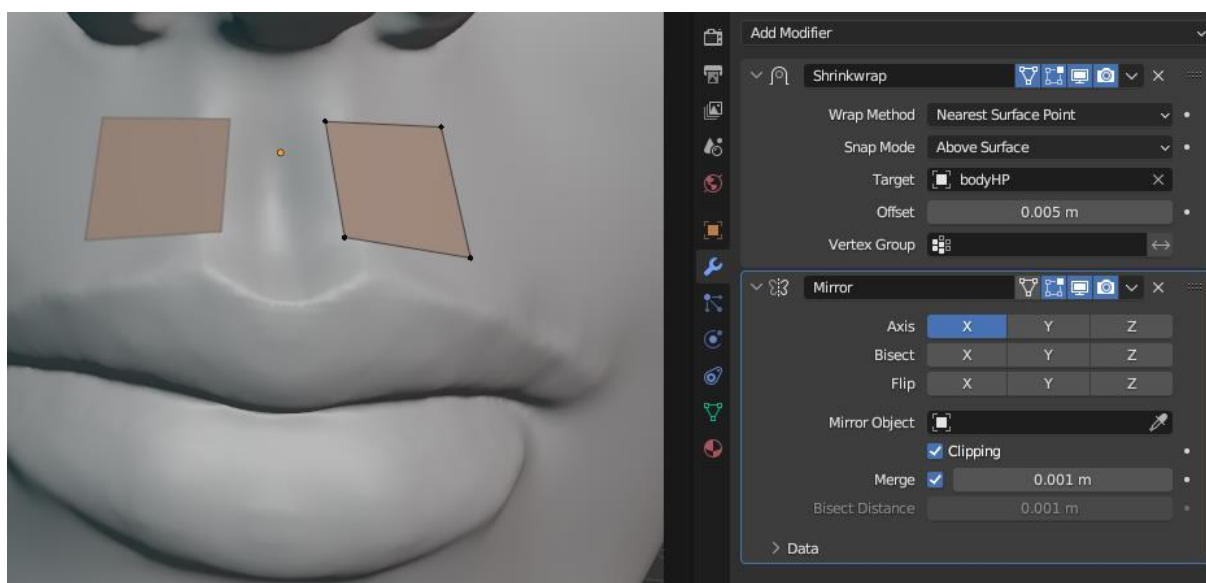 Add Modifier
Shrinkwrap
Wrap Method Nearest Surface Point
Snap Mode Above Surface
Target bodyHP
Offset 0.005 m
Vertex Group
Mirror
Axis X Y Z
Bisect X Y Z
Flip X Y Z
Mirror Object
Clipping
Merge 0.001 m
Bisect Distance 0.001 m
Data